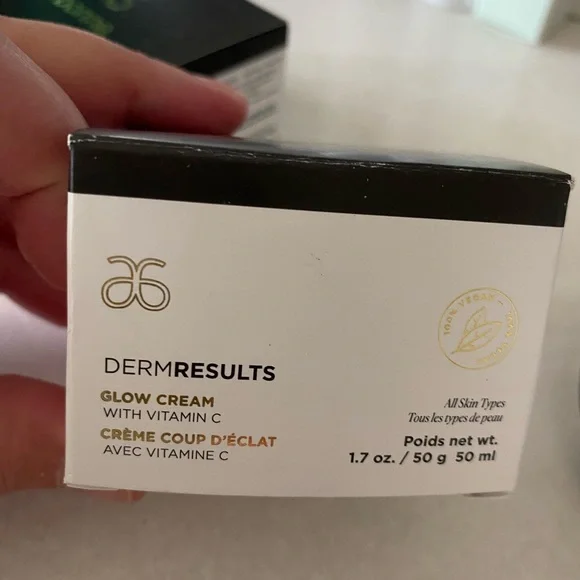 DERMRESULTS
GLOW CREAM
WITH VITAMIN C
CRÈME COUP D'ÉCLAT
AVEC VITAMINE C
100% VEGAN
All Skin Types
Tous les types de peau
Poids net wt.
1.7 oz. / 50 g 50 ml